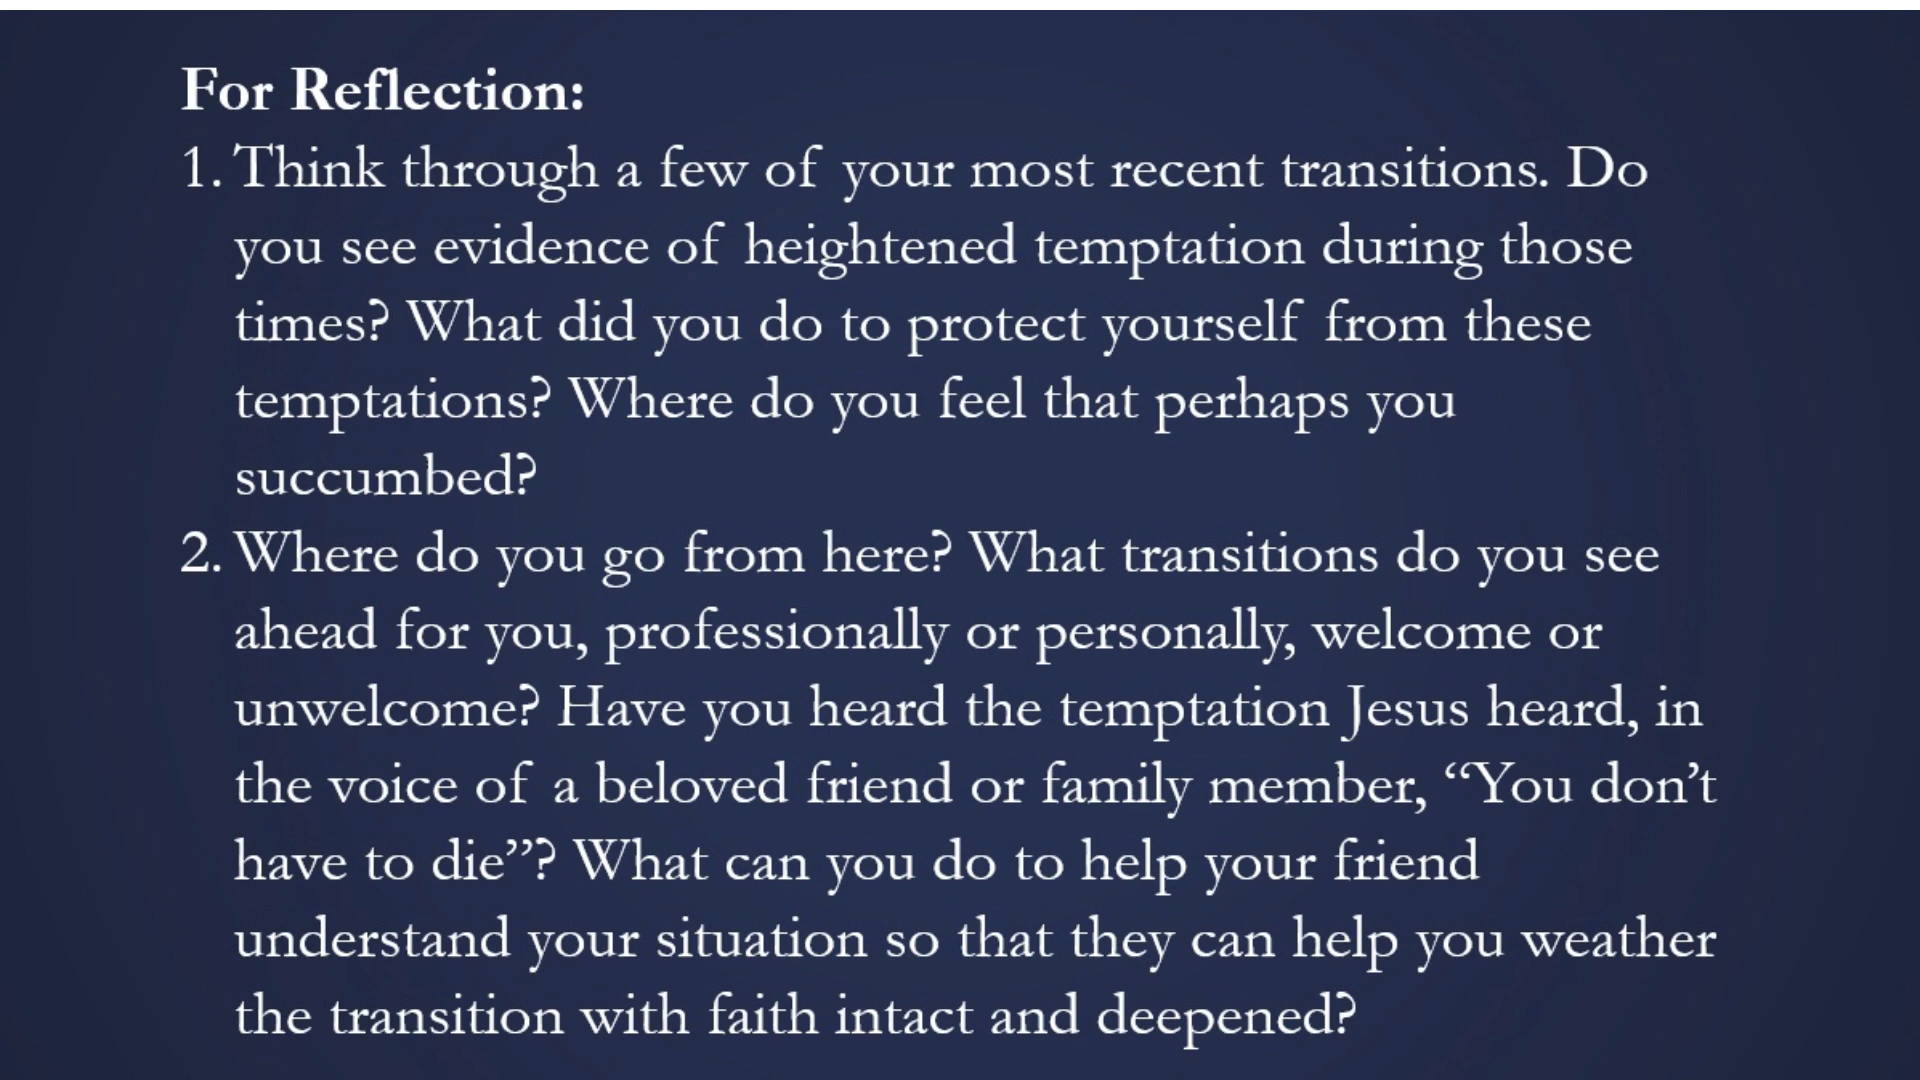 For Reflection:
1. Think through a few of your most recent transitions. Do
you see evidence of heightened temptation during those
times? What did you do to protect yourself from these
temptations? Where do you feel that perhaps you
succumbed?
2. Where do you go from here? What transitions do you see
ahead for you, professionally or personally, welcome or
unwelcome? Have you heard the temptation Jesus heard, in
the voice of a beloved friend or family member, “You don’t
have to die”? What can you do to help your friend
understand your situation so that they can help you weather
the transition with faith intact and deepened?